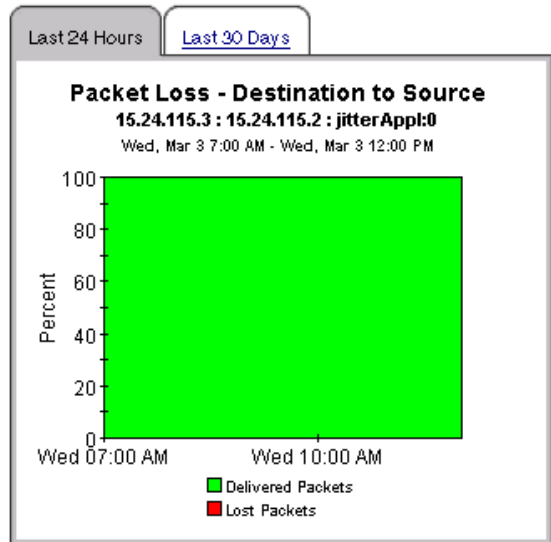 Last 24 Hours
Last 30 Days
Packet Loss - Destination to Source
15.24.115.3 : 15.24.115.2 : jitterAppl:0
Wed, Mar 3 7:00 AM - Wed, Mar 3 12:00 PM
100
80
60
40
20
0
Percent
Wed 07:00 AM
Wed 10:00 AM
Delivered Packets
Lost Packets